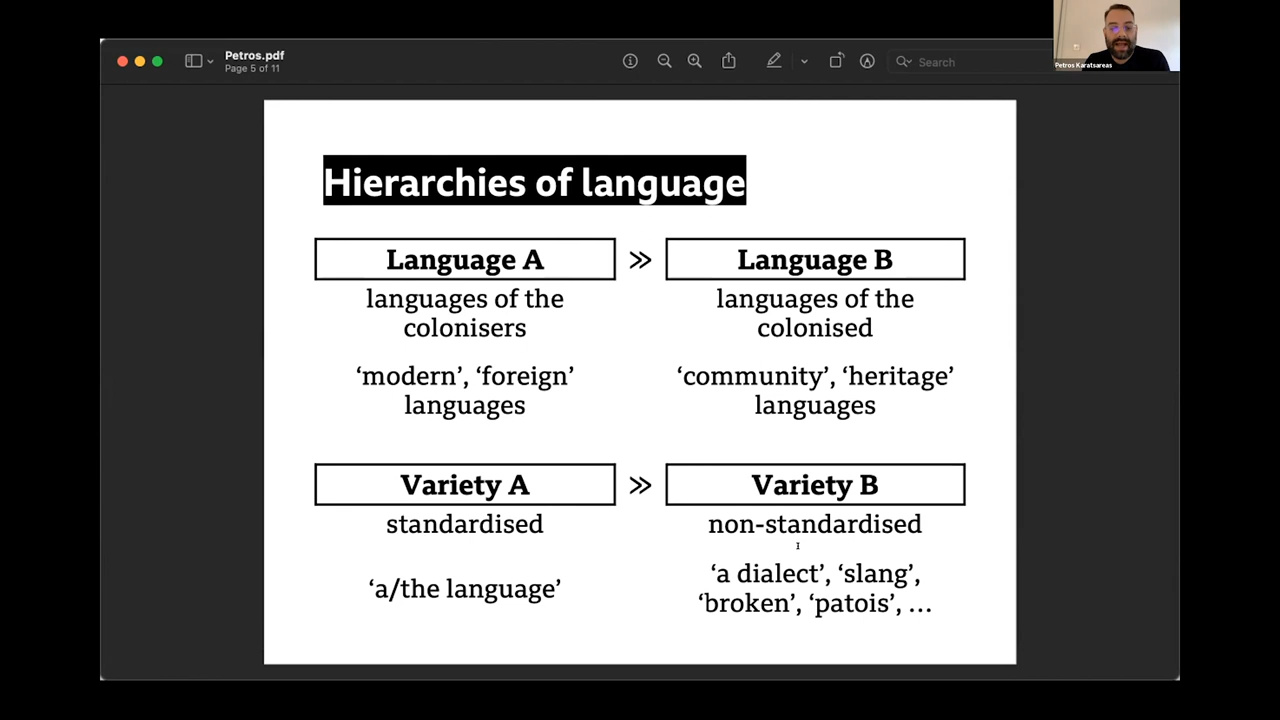 Petros.pdf
Page 5 of 11
Search
Petros Karatsareas
Hierarchies of language
Language A
»
Language B
languages of the
colonisers
languages of the
colonised
‘modern’, ‘foreign’
languages
‘community’, ‘heritage’
languages
Variety A
»
Variety B
standardised
non-standardised
‘a/the language’
‘a dialect’, ‘slang’,
‘broken’, ‘patois’, …